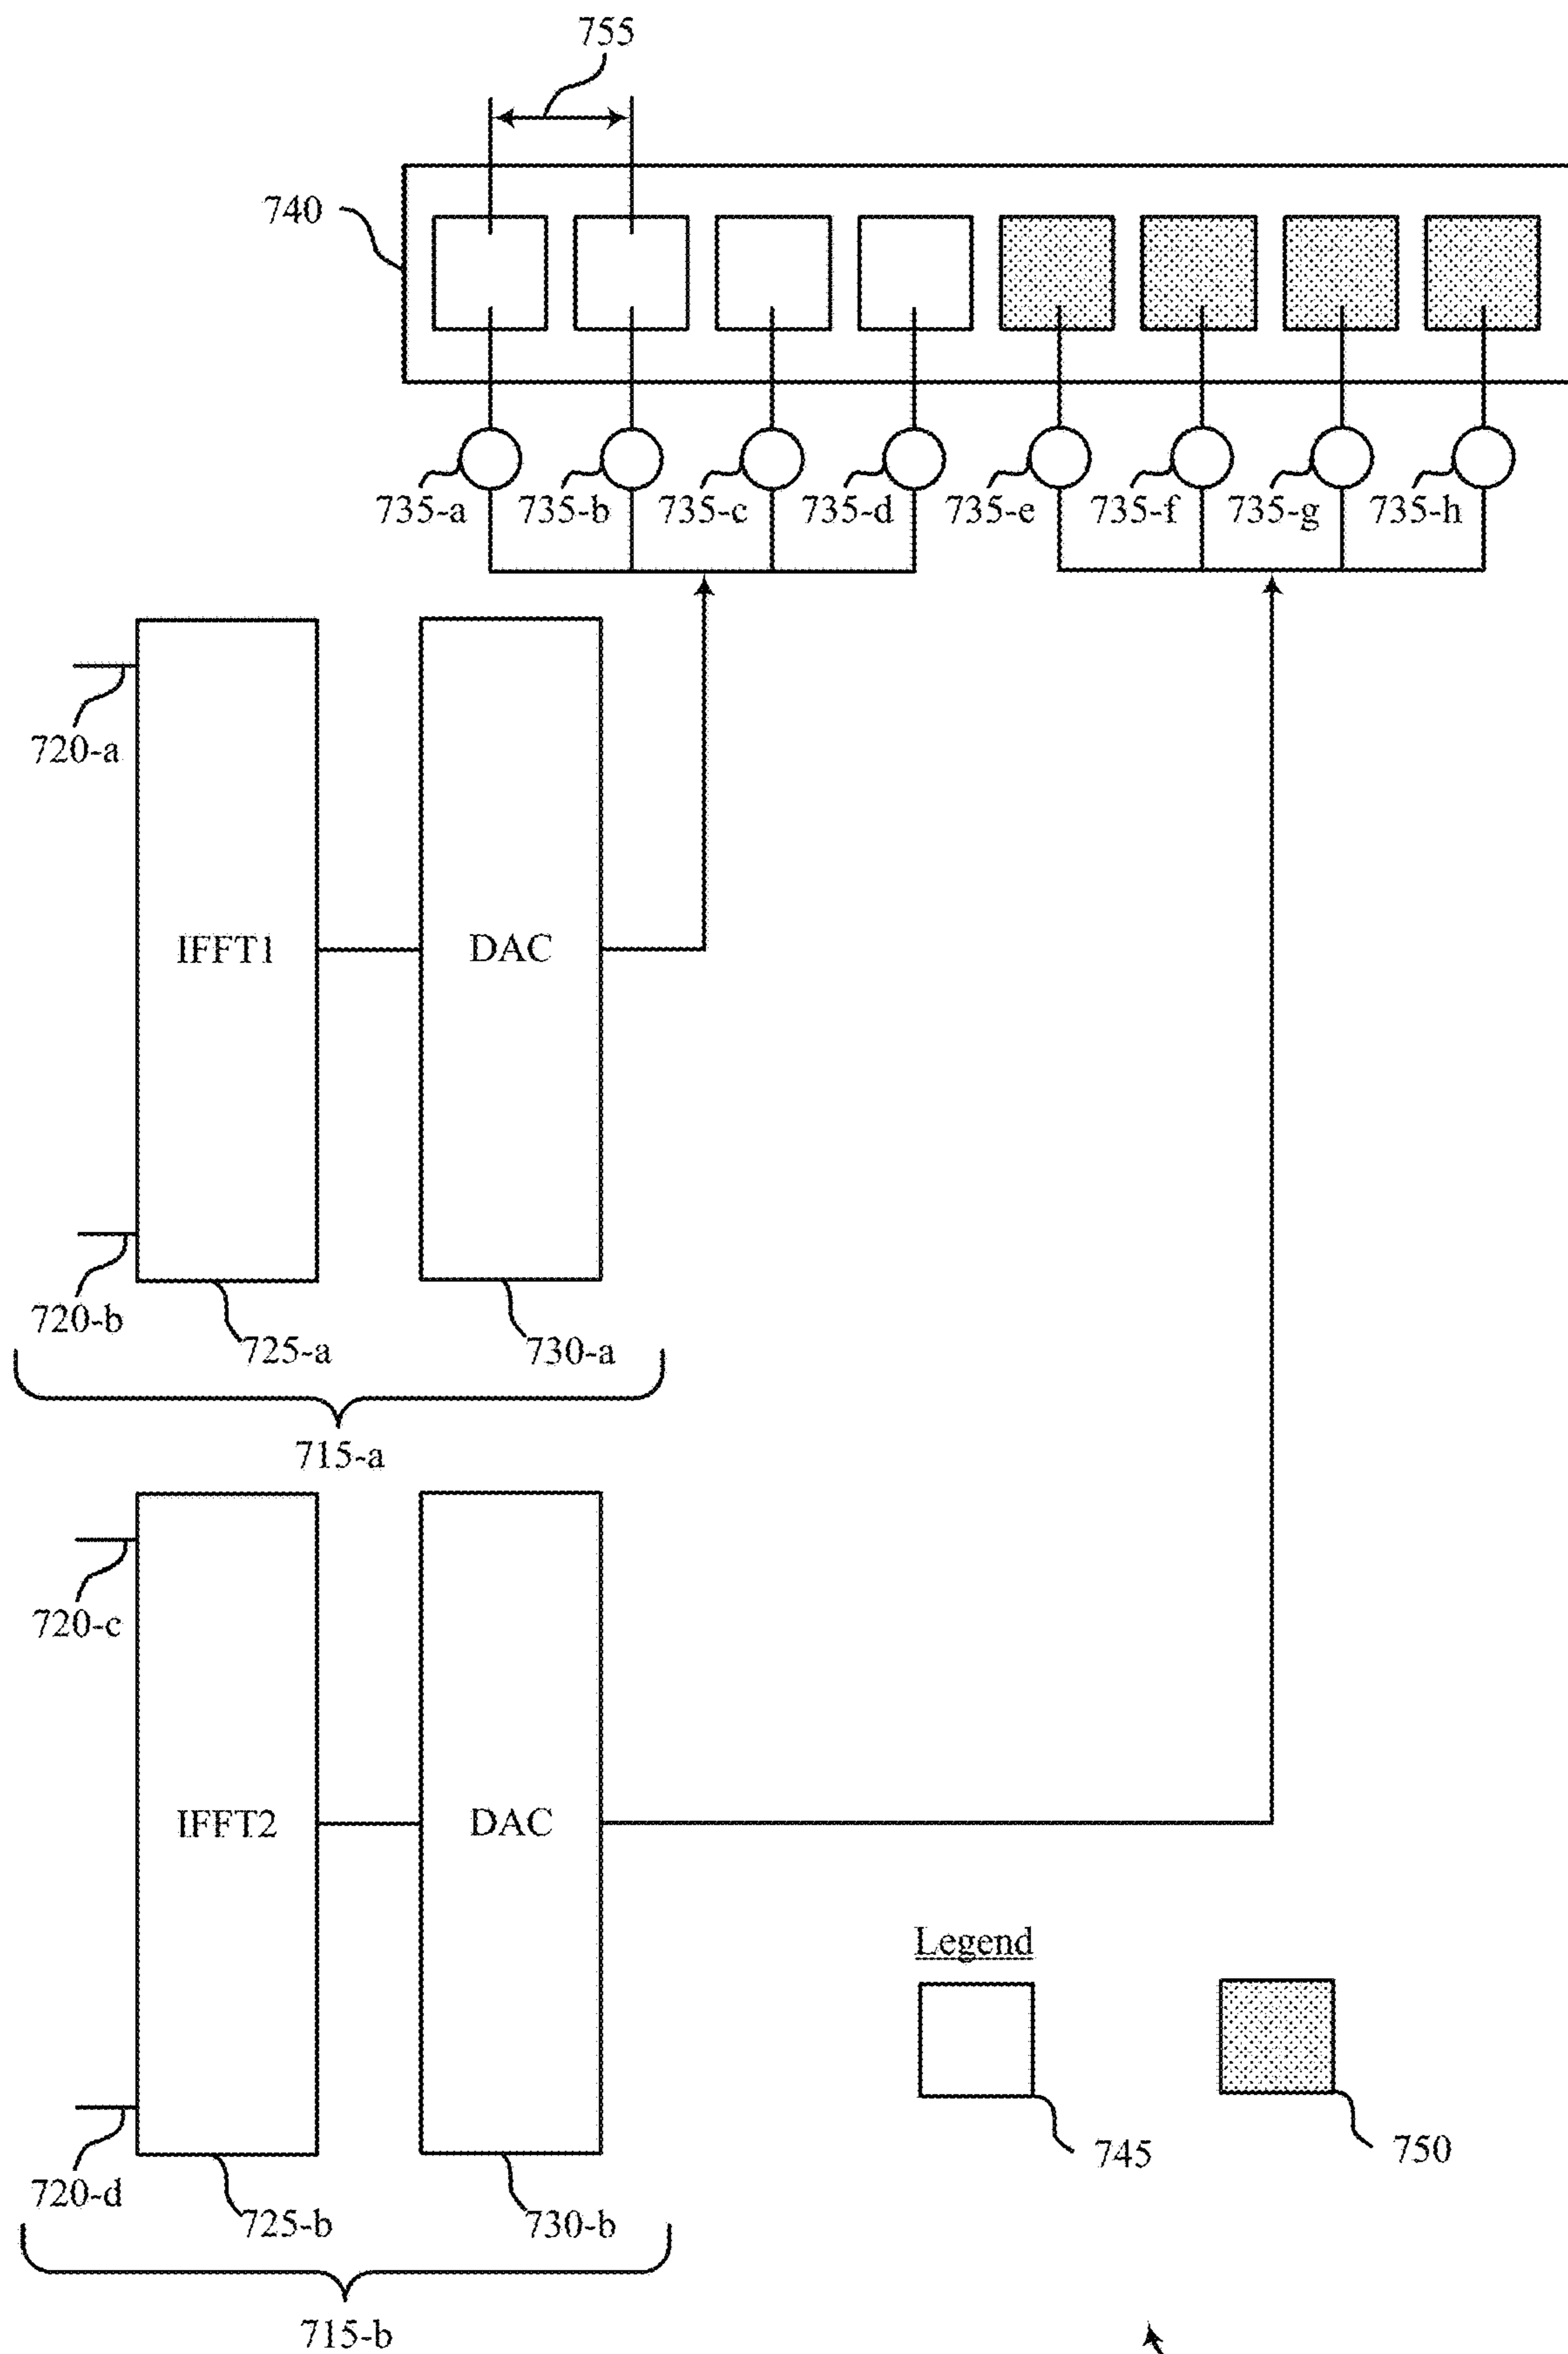 755
740
735-a 735-b 735-c 735-d 735-e 735-f 735-g 735-h
720-a
IFFT1 DAC
720-b
725-a 730-a
715-a
720-c
IFFT2 DAC
Legend
745 750
720-d
725-b 730-b
715-b